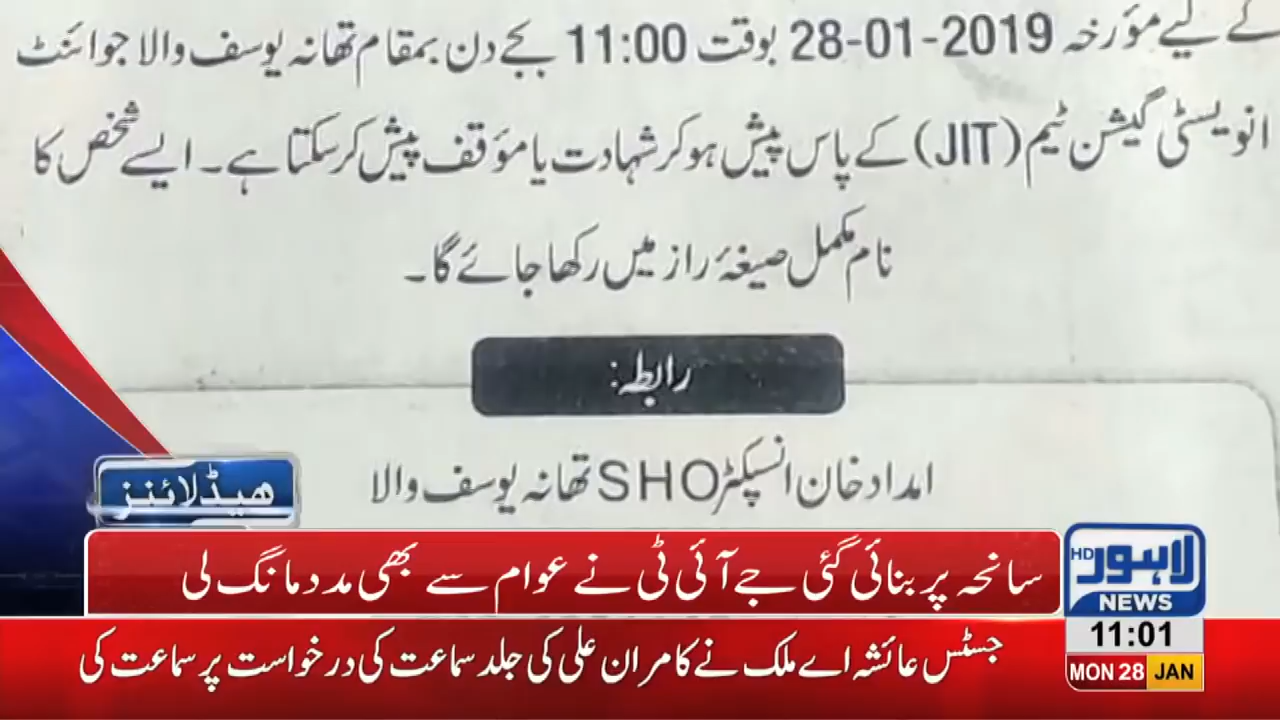 کے لیے مؤرخہ 28-01-2019 بوقت 11:00 بجے دن بمقام تھانہ یوسف والا جوائنٹ
انویسٹی گیشن ٹیم (JIT) کے پاس پیش ہو کر شہادت یا مؤقف پیش کر سکتا ہے۔ ایسے شخص کا
نام مکمل صیغۂ راز میں رکھا جائے گا۔
رابطہ:
امداد خان انسپکٹر SHO تھانہ یوسف والا
ھیڈلائنز
سانحہ پر بنائی گئی جے آئی ٹی نے عوام سے بھی مدد مانگ لی
لاہور HD
NEWS
جسٹس عائشہ اے ملک نے کامران علی کی جلد سماعت کی درخواست پر سماعت کی
11:01
MON 28 JAN